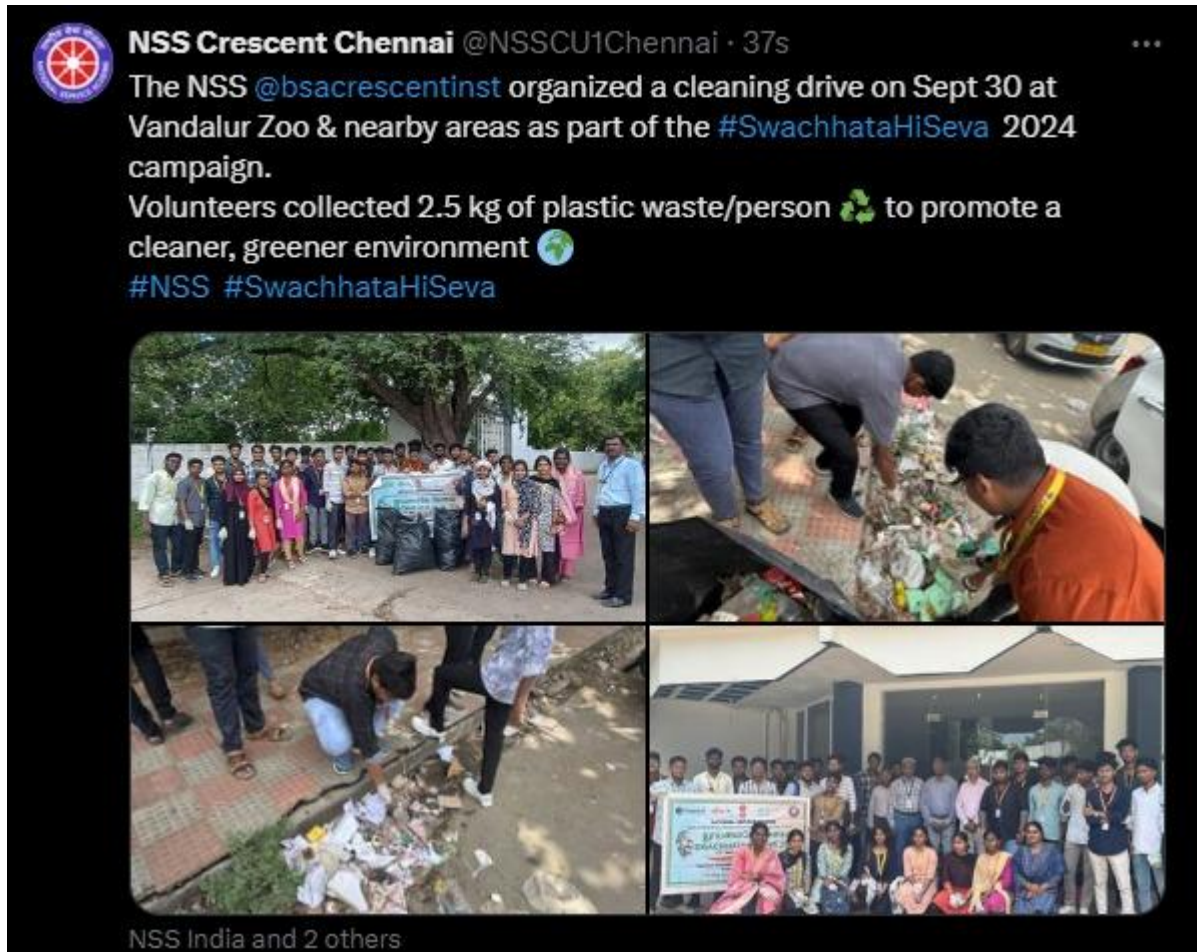 NSS Crescent Chennai @NSSCU1Chennai · 37s
The NSS @bsacrescentinst organized a cleaning drive on Sept 30 at
Vandalur Zoo & nearby areas as part of the #SwachhataHiSeva 2024
campaign.
Volunteers collected 2.5 kg of plastic waste/person ♻️ to promote a
cleaner, greener environment 🌍
#NSS #SwachhataHiSeva
NSS India and 2 others